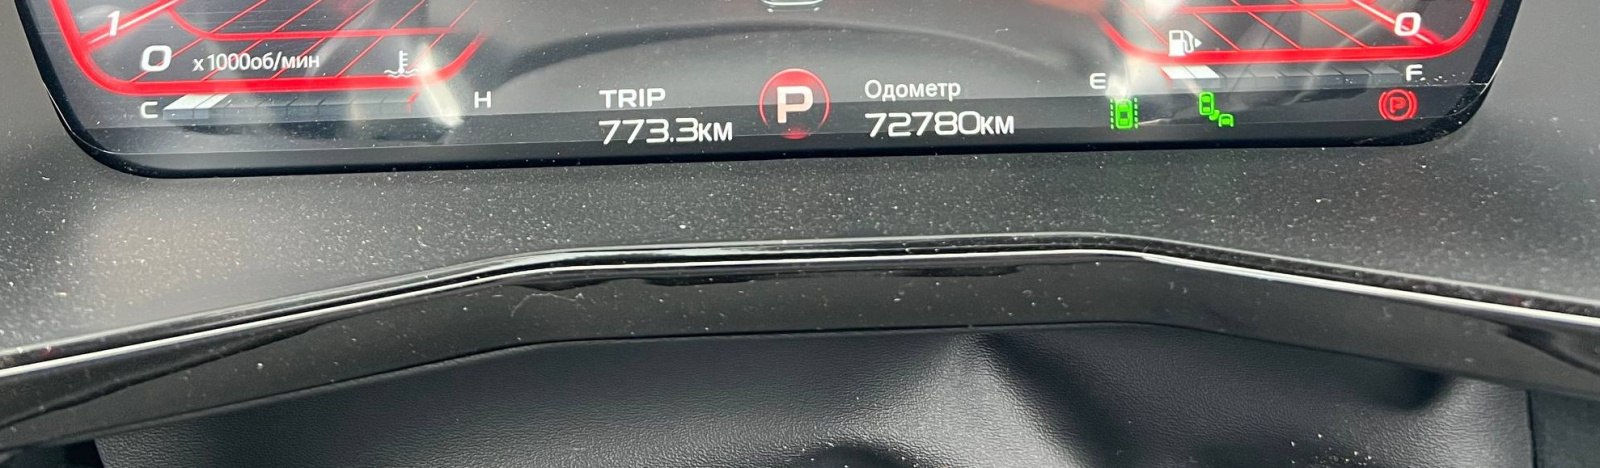 1
0
0 x1000об/мин
C H
E F
TRIP
773.3км
P
Одометр
72780км
P